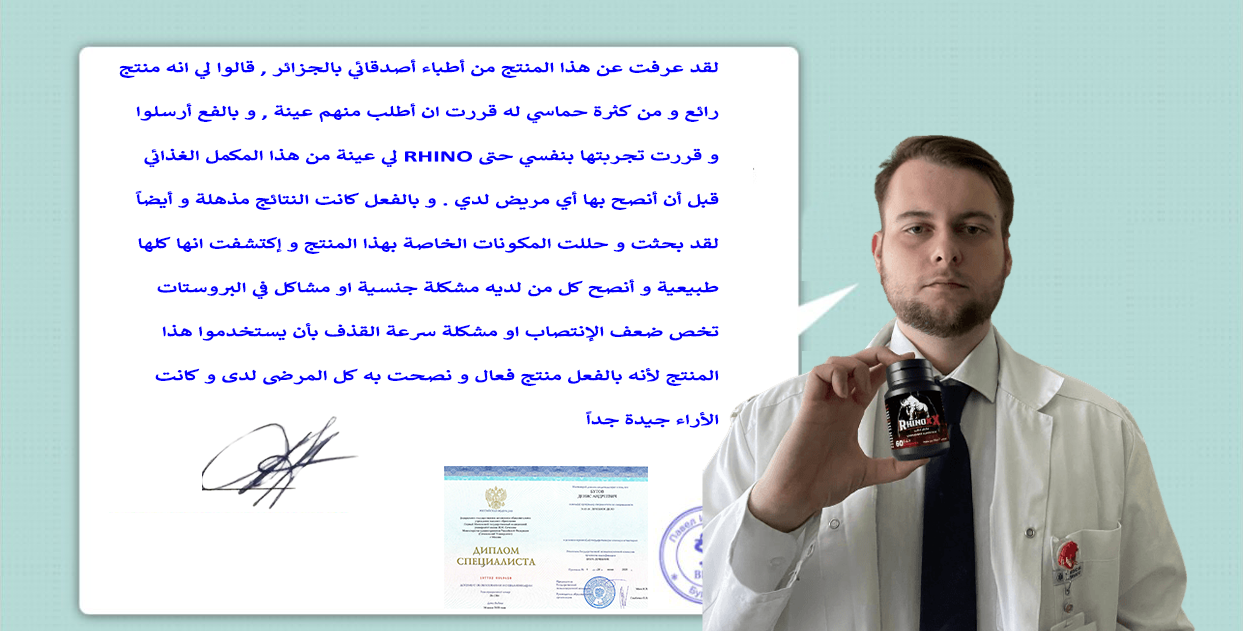 لقد عرفت عن هذا المنتج من أطباء أصدقائي بالجزائر , قالوا لي انه منتج
رائع و من كثرة حماسي له قررت ان أطلب منهم عينة , و بالفع أرسلوا
و قررت تجربتها بنفسي حتى RHINO لي عينة من هذا المكمل الغذائي
قبل أن أنصح بها أي مريض لدي . و بالفعل كانت النتائج مذهلة و أيضاً
لقد بحثت و حللت المكونات الخاصة بهذا المنتج و إكتشفت انها كلها
طبيعية و أنصح كل من لديه مشكلة جنسية او مشاكل في البروستات
تخص ضعف الإنتصاب او مشكلة سرعة القذف بأن يستخدموا هذا
المنتج لأنه بالفعل منتج فعال و نصحت به كل المرضى لدى و كانت
الأراء جيدة جداً
ДИПЛОМ
СПЕЦИАЛИСТА
Павел
RHINOXX
60